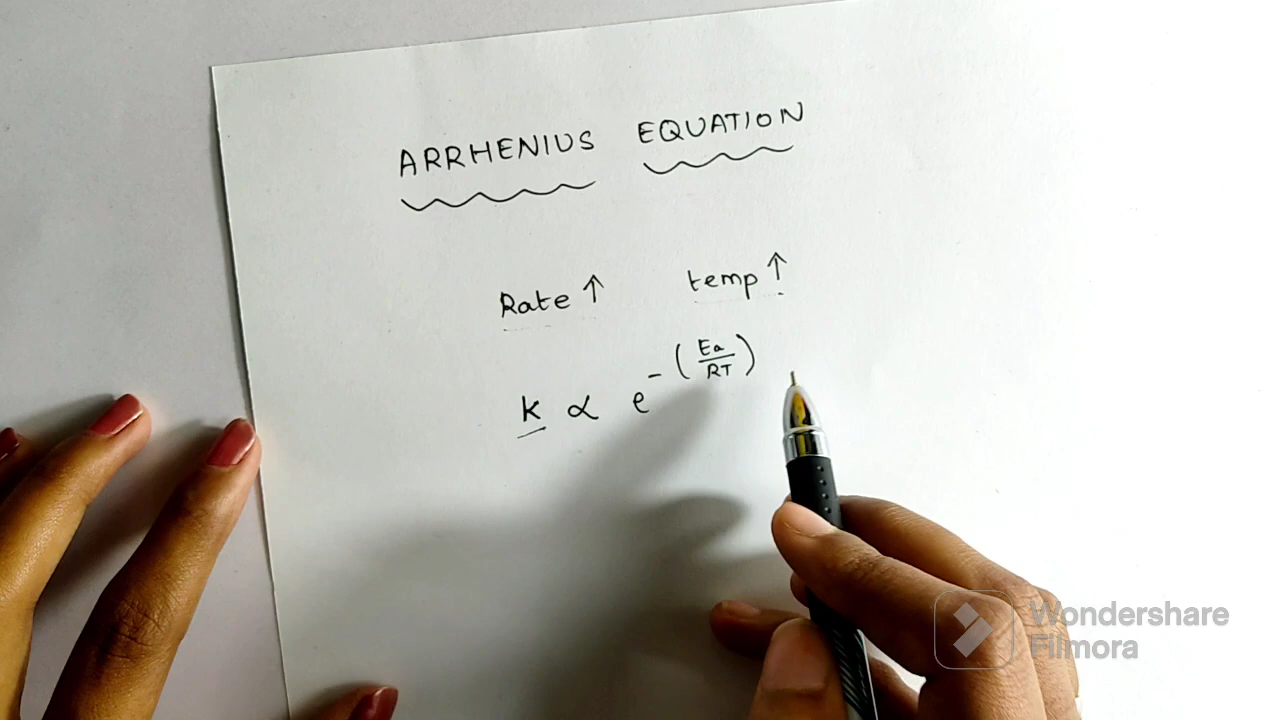 ARRHENIUS EQUATION
Rate ↑ temp ↑
k ∝ e^-(Ea/RT)
Wondershare
Filmora